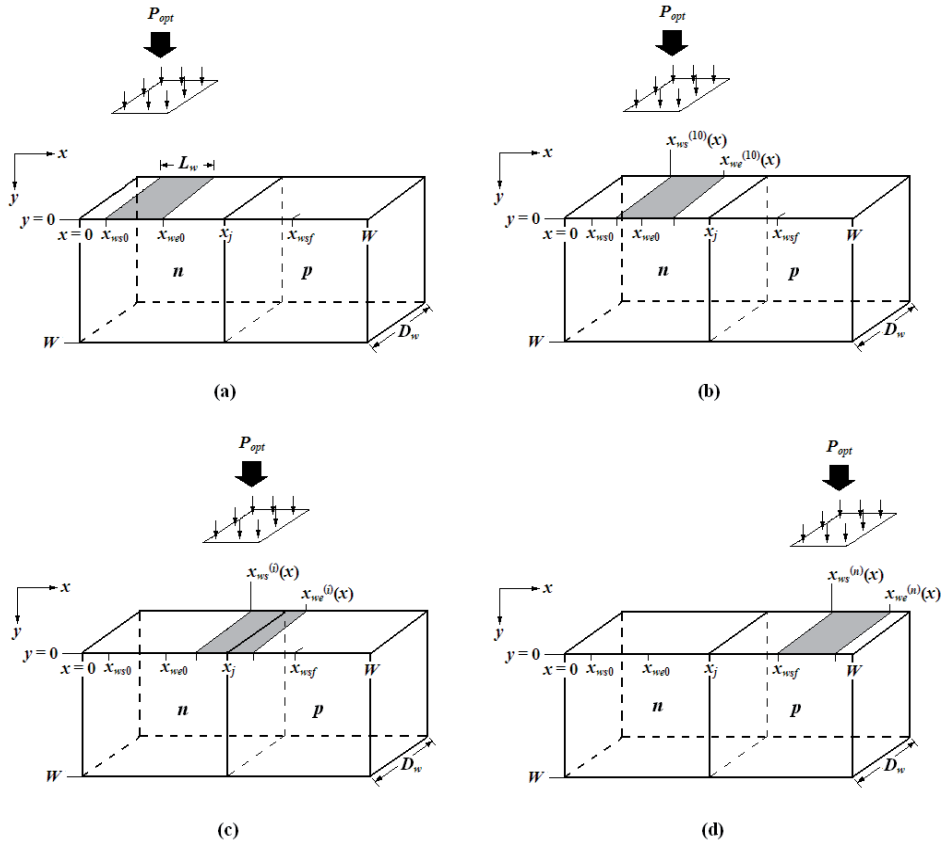 P_opt
x
y
L_w
y = 0
x = 0 x_ws0 x_we0 x_j x_wsf W
n p
W
D_w
(a)
P_opt
x_ws^(10)(x)
x
x_we^(10)(x)
y
y = 0
x = 0 x_ws0 x_we0 x_j x_wsf W
n p
W
D_w
(b)
P_opt
x_ws^(i)(x)
x
x_we^(i)(x)
y
y = 0
x = 0 x_ws0 x_we0 x_j x_wsf W
n p
W
D_w
(c)
P_opt
x_ws^(n)(x)
x
x_we^(n)(x)
y
y = 0
x = 0 x_ws0 x_we0 x_j x_wsf W
n p
W
D_w
(d)